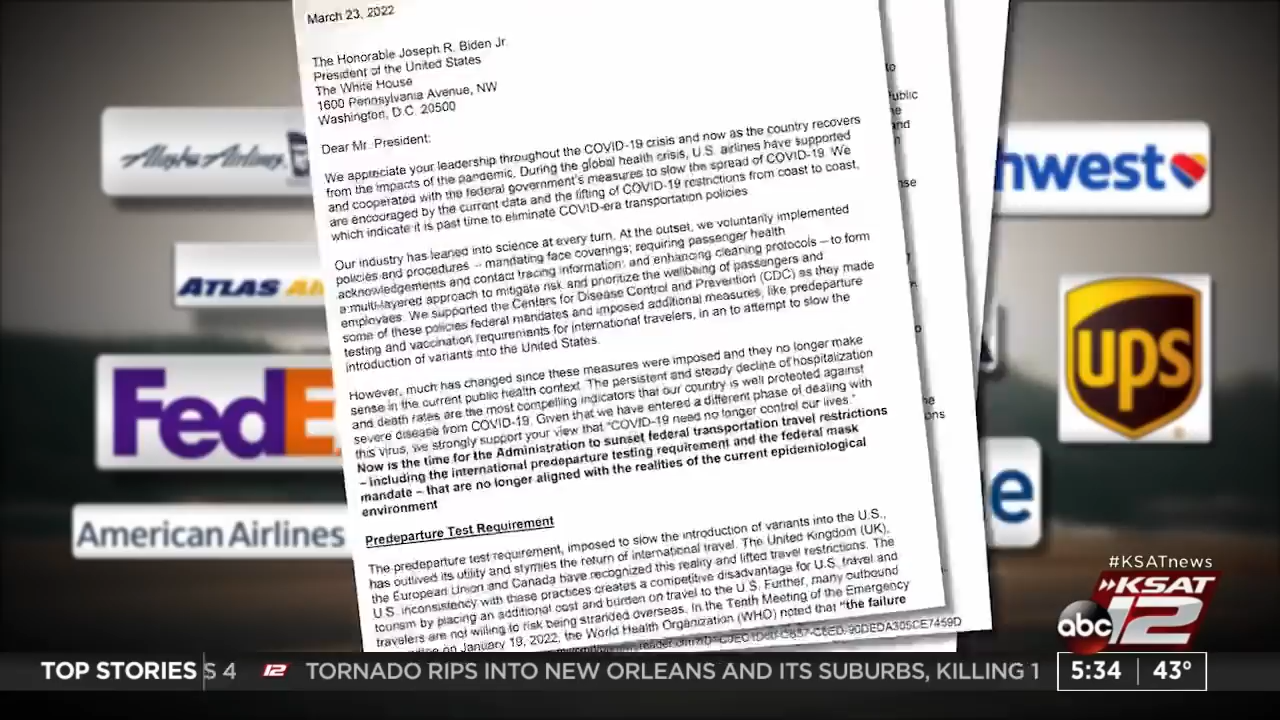 March 23, 2022
The Honorable Joseph R. Biden Jr.
President of the United States
The White House
1600 Pennsylvania Avenue, NW
Washington, D.C. 20500
Dear Mr. President:
We appreciate your leadership throughout the COVID-19 crisis and now as the country recovers
from the impacts of the pandemic. During the global health crisis, U.S. airlines have supported
and cooperated with the federal government's measures to slow the spread of COVID-19. We
are encouraged by the current data and the lifting of COVID-19 restrictions from coast to coast,
which indicate it is past time to eliminate COVID-era transportation policies
Our industry has leaned into science at every turn. At the outset, we voluntarily implemented
policies and procedures – mandating face coverings; requiring passenger health
acknowledgements and contact tracing information; and enhancing cleaning protocols – to form
a multi-layered approach to mitigate risk and prioritize the wellbeing of passengers and
employees. We supported the Centers for Disease Control and Prevention (CDC) as they made
some of these policies federal mandates and imposed additional measures, like predeparture
testing and vaccination requirements for international travelers, in an to attempt to slow the
introduction of variants into the United States.
However, much has changed since these measures were imposed and they no longer make
sense in the current public health context. The persistent and steady decline of hospitalization
and death rates are the most compelling indicators that our country is well protected against
severe disease from COVID-19. Given that we have entered a different phase of dealing with
this virus, we strongly support your view that "COVID-19 need no longer control our lives."
Now is the time for the Administration to sunset federal transportation travel restrictions
– including the international predeparture testing requirement and the federal mask
mandate – that are no longer aligned with the realities of the current epidemiological
environment
Predeparture Test Requirement
The predeparture test requirement, imposed to slow the introduction of variants into the U.S.,
has outlived its utility and stymies the return of international travel. The United Kingdom (UK),
the European Union and Canada have recognized this reality and lifted travel restrictions. The
U.S. inconsistency with these practices creates a competitive disadvantage for U.S. travel and
tourism by placing an additional cost and burden on travel to the U.S. Further, many outbound
travelers are not willing to risk being stranded overseas. In the Tenth Meeting of the Emergency
on January 19, 2022, the World Health Organization (WHO) noted that "the failure
Alaska Airlines
ATLAS
FedE
American Airlines
nwest
ups
e
#KSATnews
KSAT
abc 12
TOP STORIES S 4 12 TORNADO RIPS INTO NEW ORLEANS AND ITS SUBURBS, KILLING 1 5:34 43°